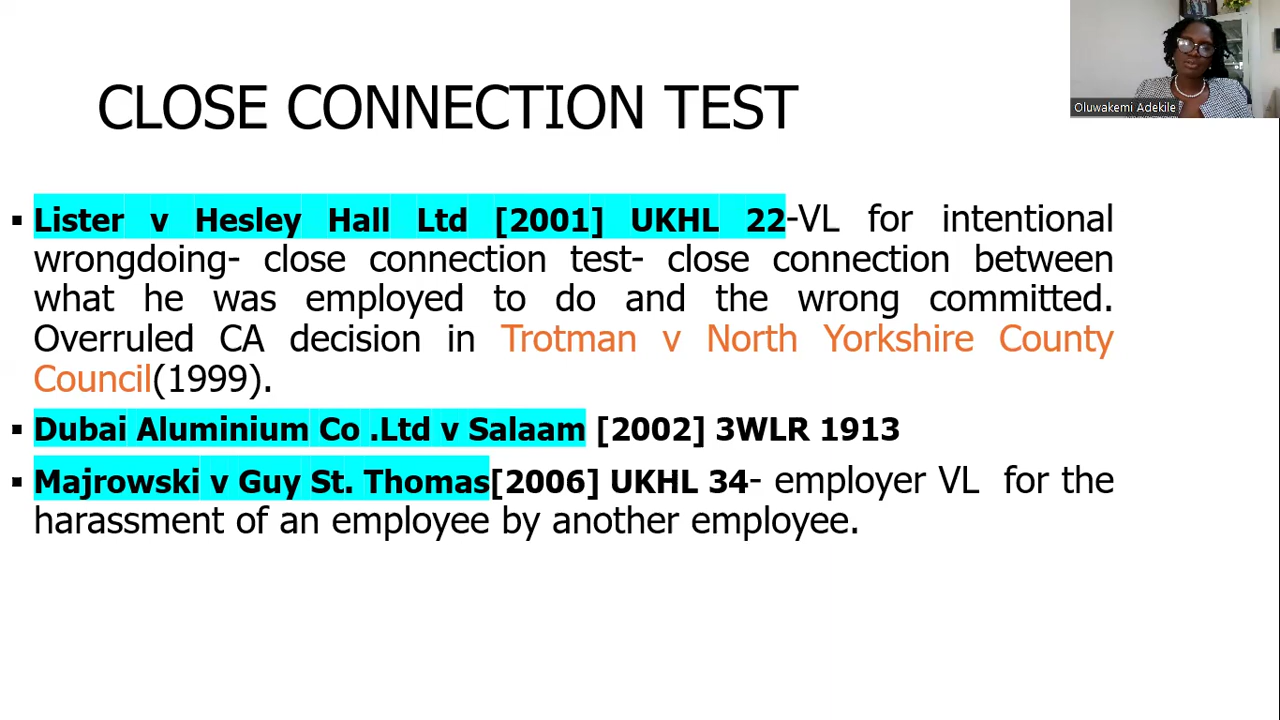 CLOSE CONNECTION TEST
Oluwakemi Adekile
▪ Lister v Hesley Hall Ltd [2001] UKHL 22-VL for intentional
wrongdoing- close connection test- close connection between
what he was employed to do and the wrong committed.
Overruled CA decision in Trotman v North Yorkshire County
Council(1999).
▪ Dubai Aluminium Co .Ltd v Salaam [2002] 3WLR 1913
▪ Majrowski v Guy St. Thomas[2006] UKHL 34- employer VL for the
harassment of an employee by another employee.